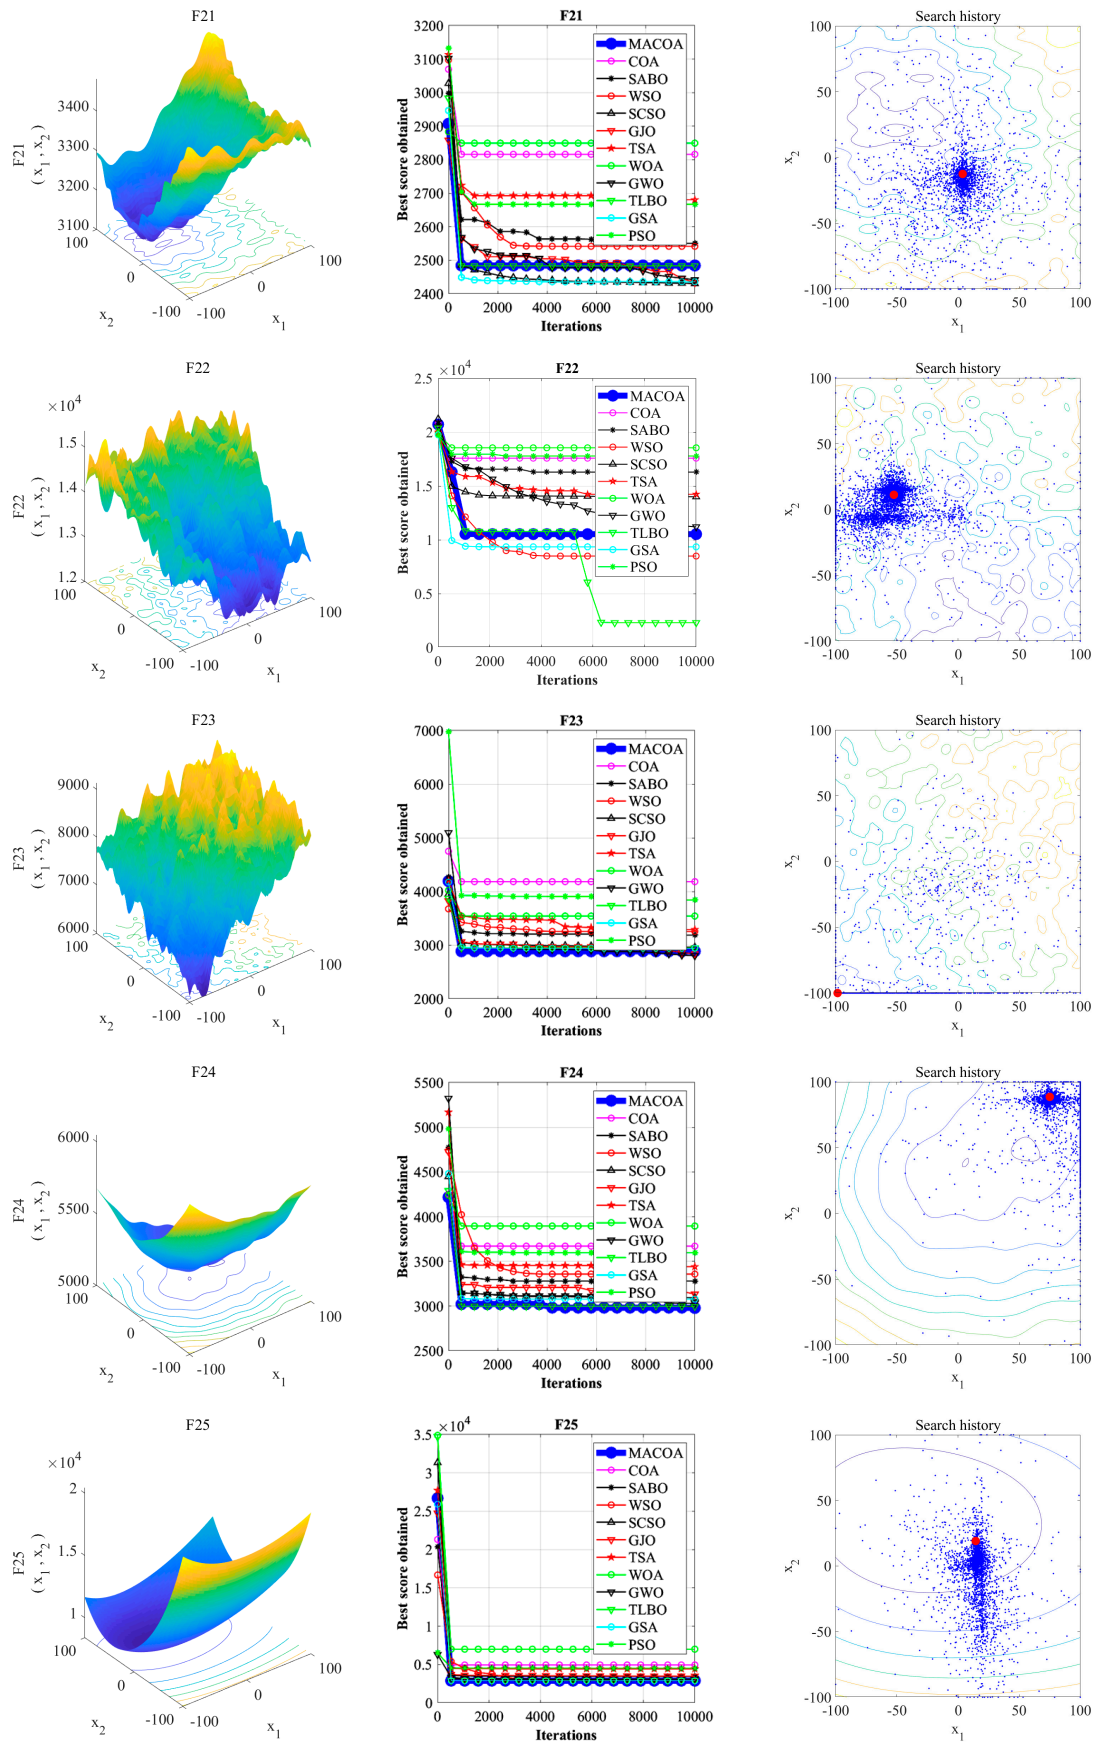 F21
3400
3300
3200
3100
F21
( x1 , x2 )
100
0
-100
x2
-100
0
100
x1
F21
3200
3100
3000
2900
2800
2700
2600
2500
2400
Best score obtained
0
2000
4000
6000
8000
10000
Iterations
MACOA
COA
SABO
WSO
SCSO
GJO
TSA
WOA
GWO
TLBO
GSA
PSO
Search history
100
50
0
-50
-100
x2
-100
-50
0
50
100
x1
F22
×10^4
1.5
1.4
1.3
1.2
F22
( x1 , x2 )
100
0
-100
x2
-100
0
100
x1
F22
×10^4
2.5
2
1.5
1
0.5
0
Best score obtained
0
2000
4000
6000
8000
10000
Iterations
MACOA
COA
SABO
WSO
SCSO
TSA
WOA
GWO
TLBO
GSA
PSO
Search history
100
50
0
-50
-100
x2
-100
-50
0
50
100
x1
F23
9000
8000
7000
6000
F23
( x1 , x2 )
100
0
-100
x2
-100
0
100
x1
F23
7000
6000
5000
4000
3000
2000
Best score obtained
0
2000
4000
6000
8000
10000
Iterations
MACOA
COA
SABO
WSO
SCSO
GJO
TSA
WOA
GWO
TLBO
GSA
PSO
Search history
100
50
0
-50
-100
x2
-100
-50
0
50
100
x1
F24
6000
5500
5000
F24
( x1 , x2 )
100
0
-100
x2
-100
0
100
x1
F24
5500
5000
4500
4000
3500
3000
2500
Best score obtained
0
2000
4000
6000
8000
10000
Iterations
MACOA
COA
SABO
WSO
SCSO
GJO
TSA
WOA
GWO
TLBO
GSA
PSO
Search history
100
50
0
-50
-100
x2
-100
-50
0
50
100
x1
F25
×10^4
2
1.5
1
F25
( x1 , x2 )
100
0
-100
x2
-100
0
100
x1
F25
×10^4
3.5
3
2.5
2
1.5
1
0.5
0
Best score obtained
0
2000
4000
6000
8000
10000
Iterations
MACOA
COA
SABO
WSO
SCSO
GJO
TSA
WOA
GWO
TLBO
GSA
PSO
Search history
100
50
0
-50
-100
x2
-100
-50
0
50
100
x1